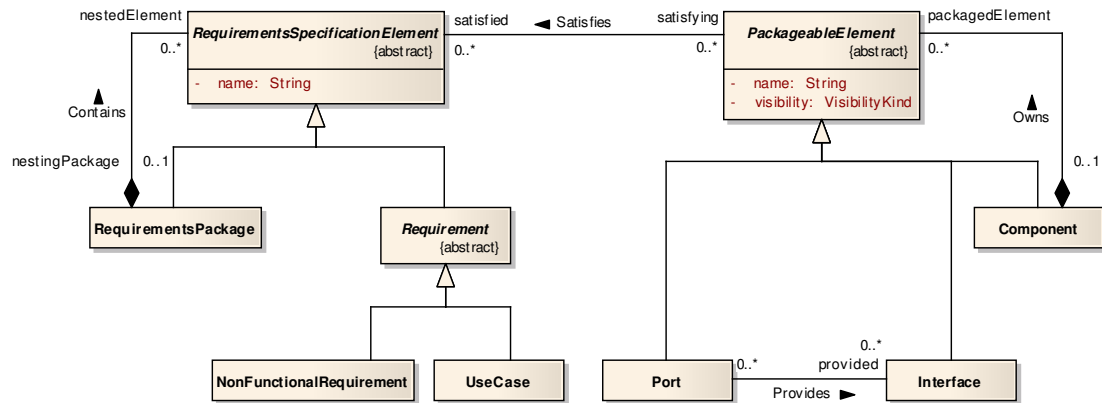 nestedElement
0..*
RequirementsSpecificationElement
{abstract}
- name: String
satisfied
0..*
◄ Satisfies
satisfying
0..*
PackageableElement
{abstract}
- name: String
- visibility: VisibilityKind
packagedElement
0..*
▲
Contains
▲
Owns
nestingPackage
0..1
0..1
RequirementsPackage
Requirement
{abstract}
Component
NonFunctionalRequirement
UseCase
Port
0..*
Provides ►
0..*
provided
Interface